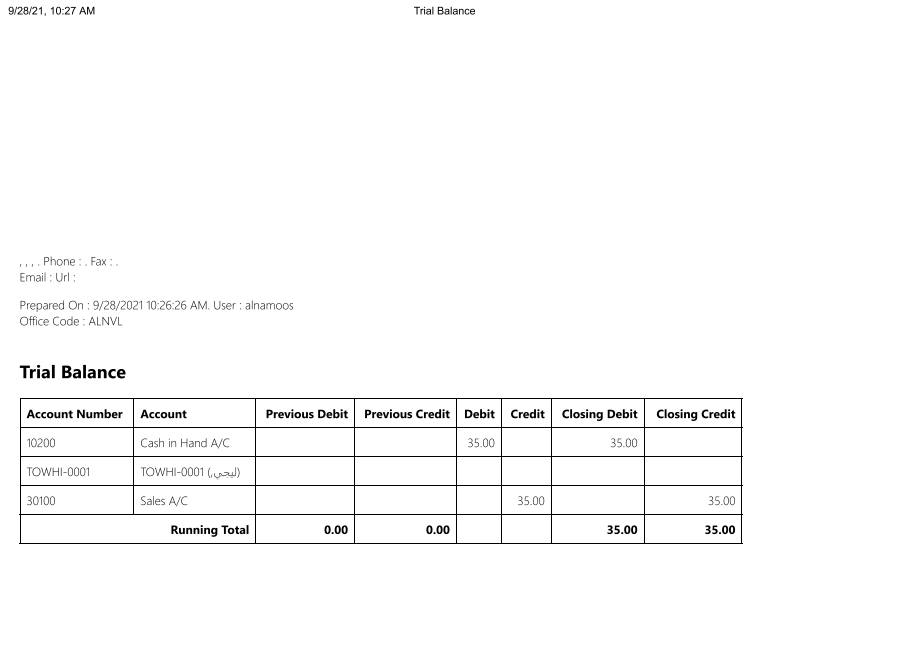 9/28/21, 10:27 AM Trial Balance
, , , . Phone : . Fax : .
Email : Url :
Prepared On : 9/28/2021 10:26:26 AM. User : alnamoos
Office Code : ALNVL
Trial Balance
Account Number Account Previous Debit Previous Credit Debit Credit Closing Debit Closing Credit
10200 Cash in Hand A/C 35.00 35.00
TOWHI-0001 TOWHI-0001 (ليجي,)
30100 Sales A/C 35.00 35.00
Running Total 0.00 0.00 35.00 35.00